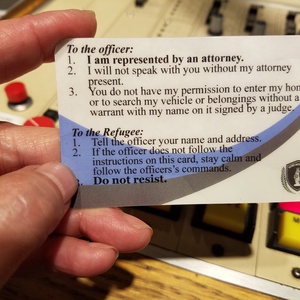 To the officer:
1. I am represented by an attorney.
2. I will not speak with you without my attorney
present.
3. You do not have my permission to enter my hom
or to search my vehicle or belongings without a
warrant with my name on it signed by a judge.
To the Refugee:
1. Tell the officer your name and address.
2. If the officer does not follow the
instructions on this card, stay calm and
follow the officers's commands.
Do not resist.